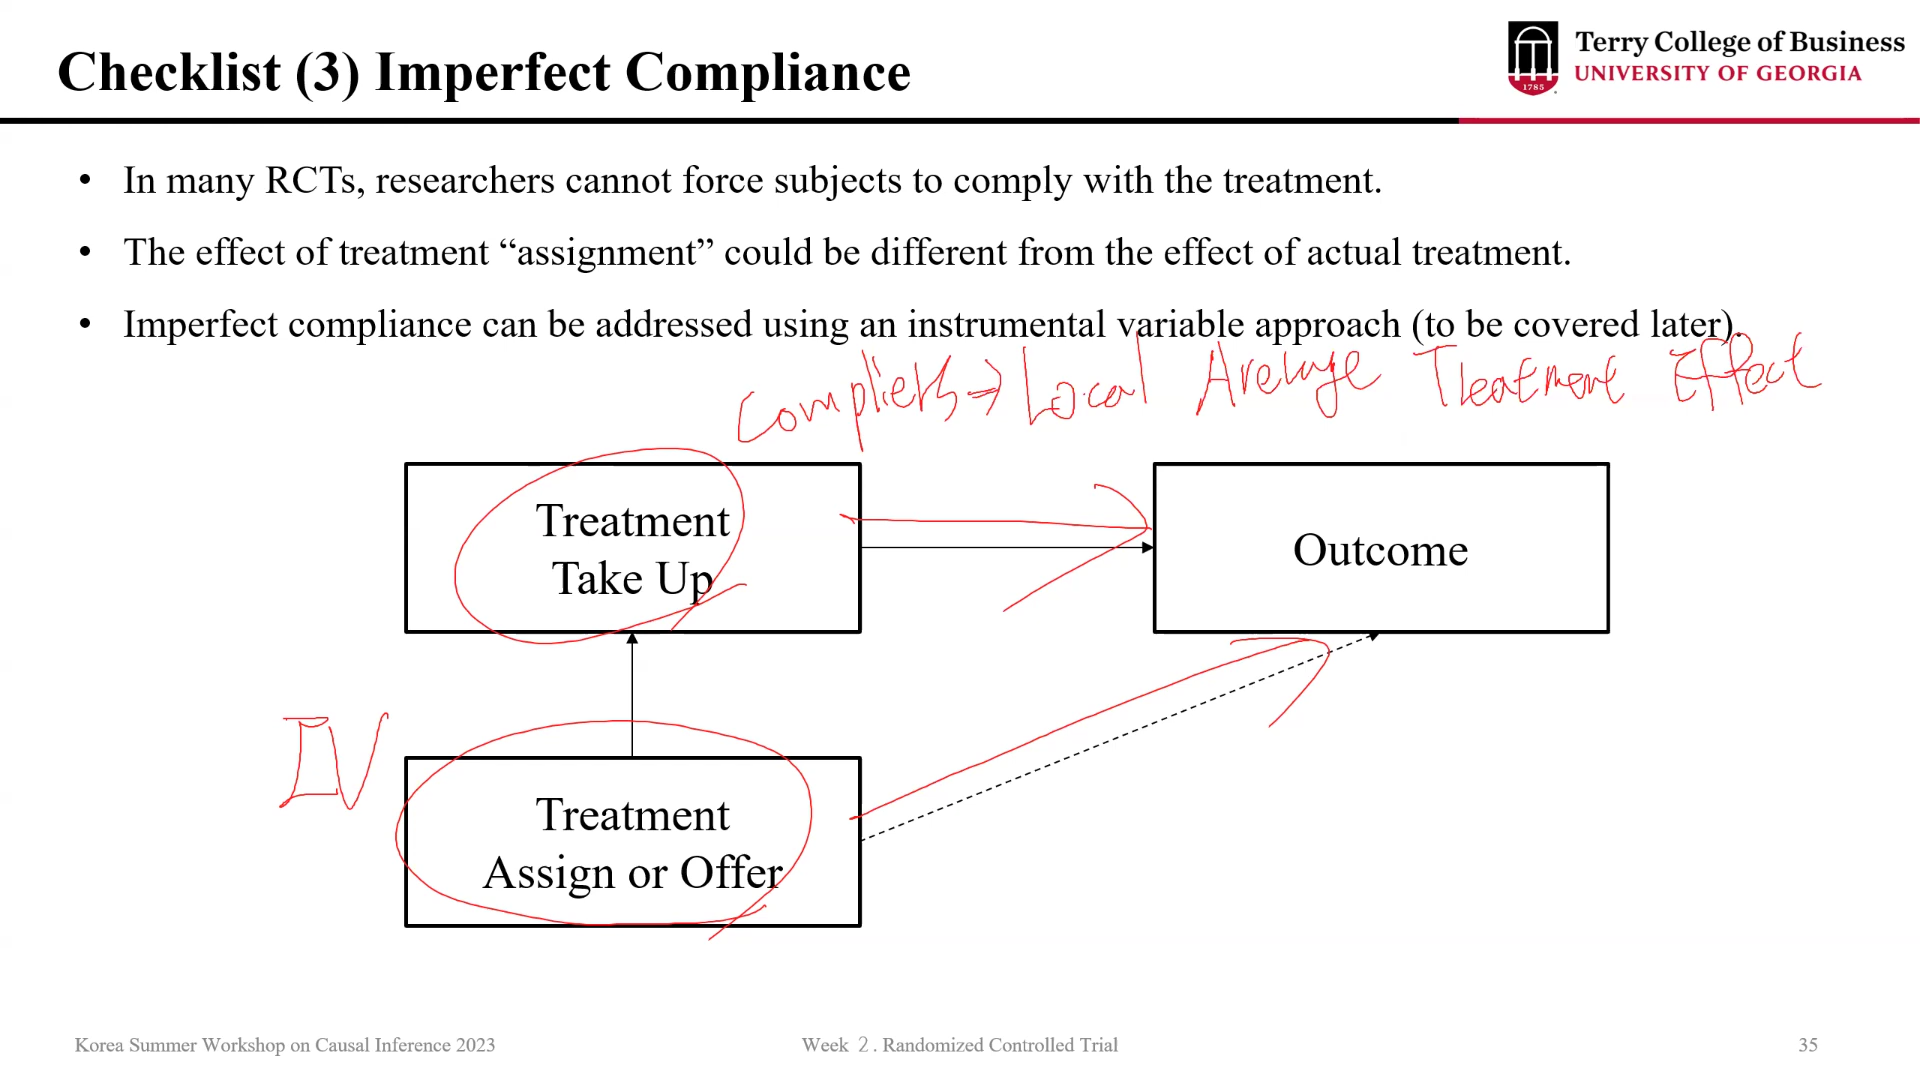 Checklist (3) Imperfect Compliance
Terry College of Business
UNIVERSITY OF GEORGIA
1785
• In many RCTs, researchers cannot force subjects to comply with the treatment.
• The effect of treatment “assignment” could be different from the effect of actual treatment.
• Imperfect compliance can be addressed using an instrumental variable approach (to be covered later).
Compliers → Local Average Treatment Effect
Treatment
Take Up
Outcome
IV
Treatment
Assign or Offer
Korea Summer Workshop on Causal Inference 2023
Week 2. Randomized Controlled Trial
35